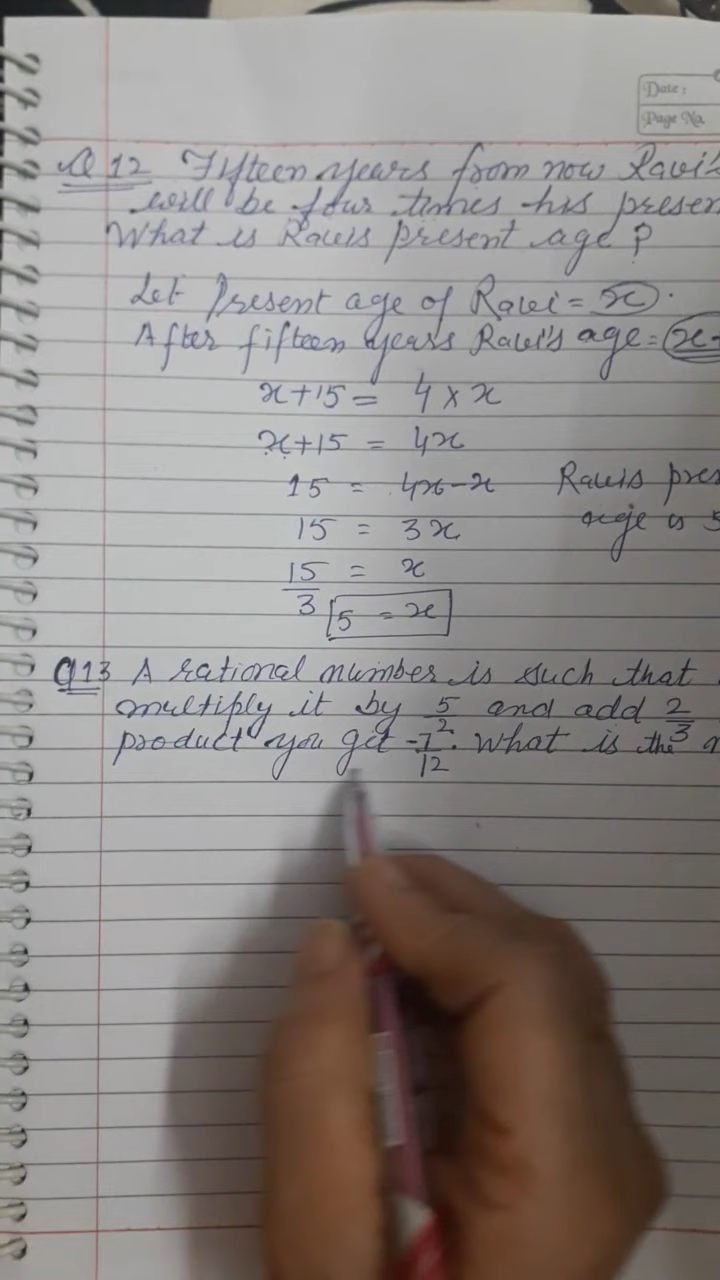 Date:
Page No.
Q12 Fifteen years from now Ravi's
will be four times his presen
What is Ravis present age?
Let Present age of Ravi = x.
After fifteen years Ravi's age = x+
x+15 = 4 × x
x+15 = 4x
15 = 4x-x
Ravis pres
15 = 3x
age is 5
15/3 = x
5 = x
Q13 A rational number is such that
multiply it by 5/2 and add 2/3
product you get -7/12. What is the